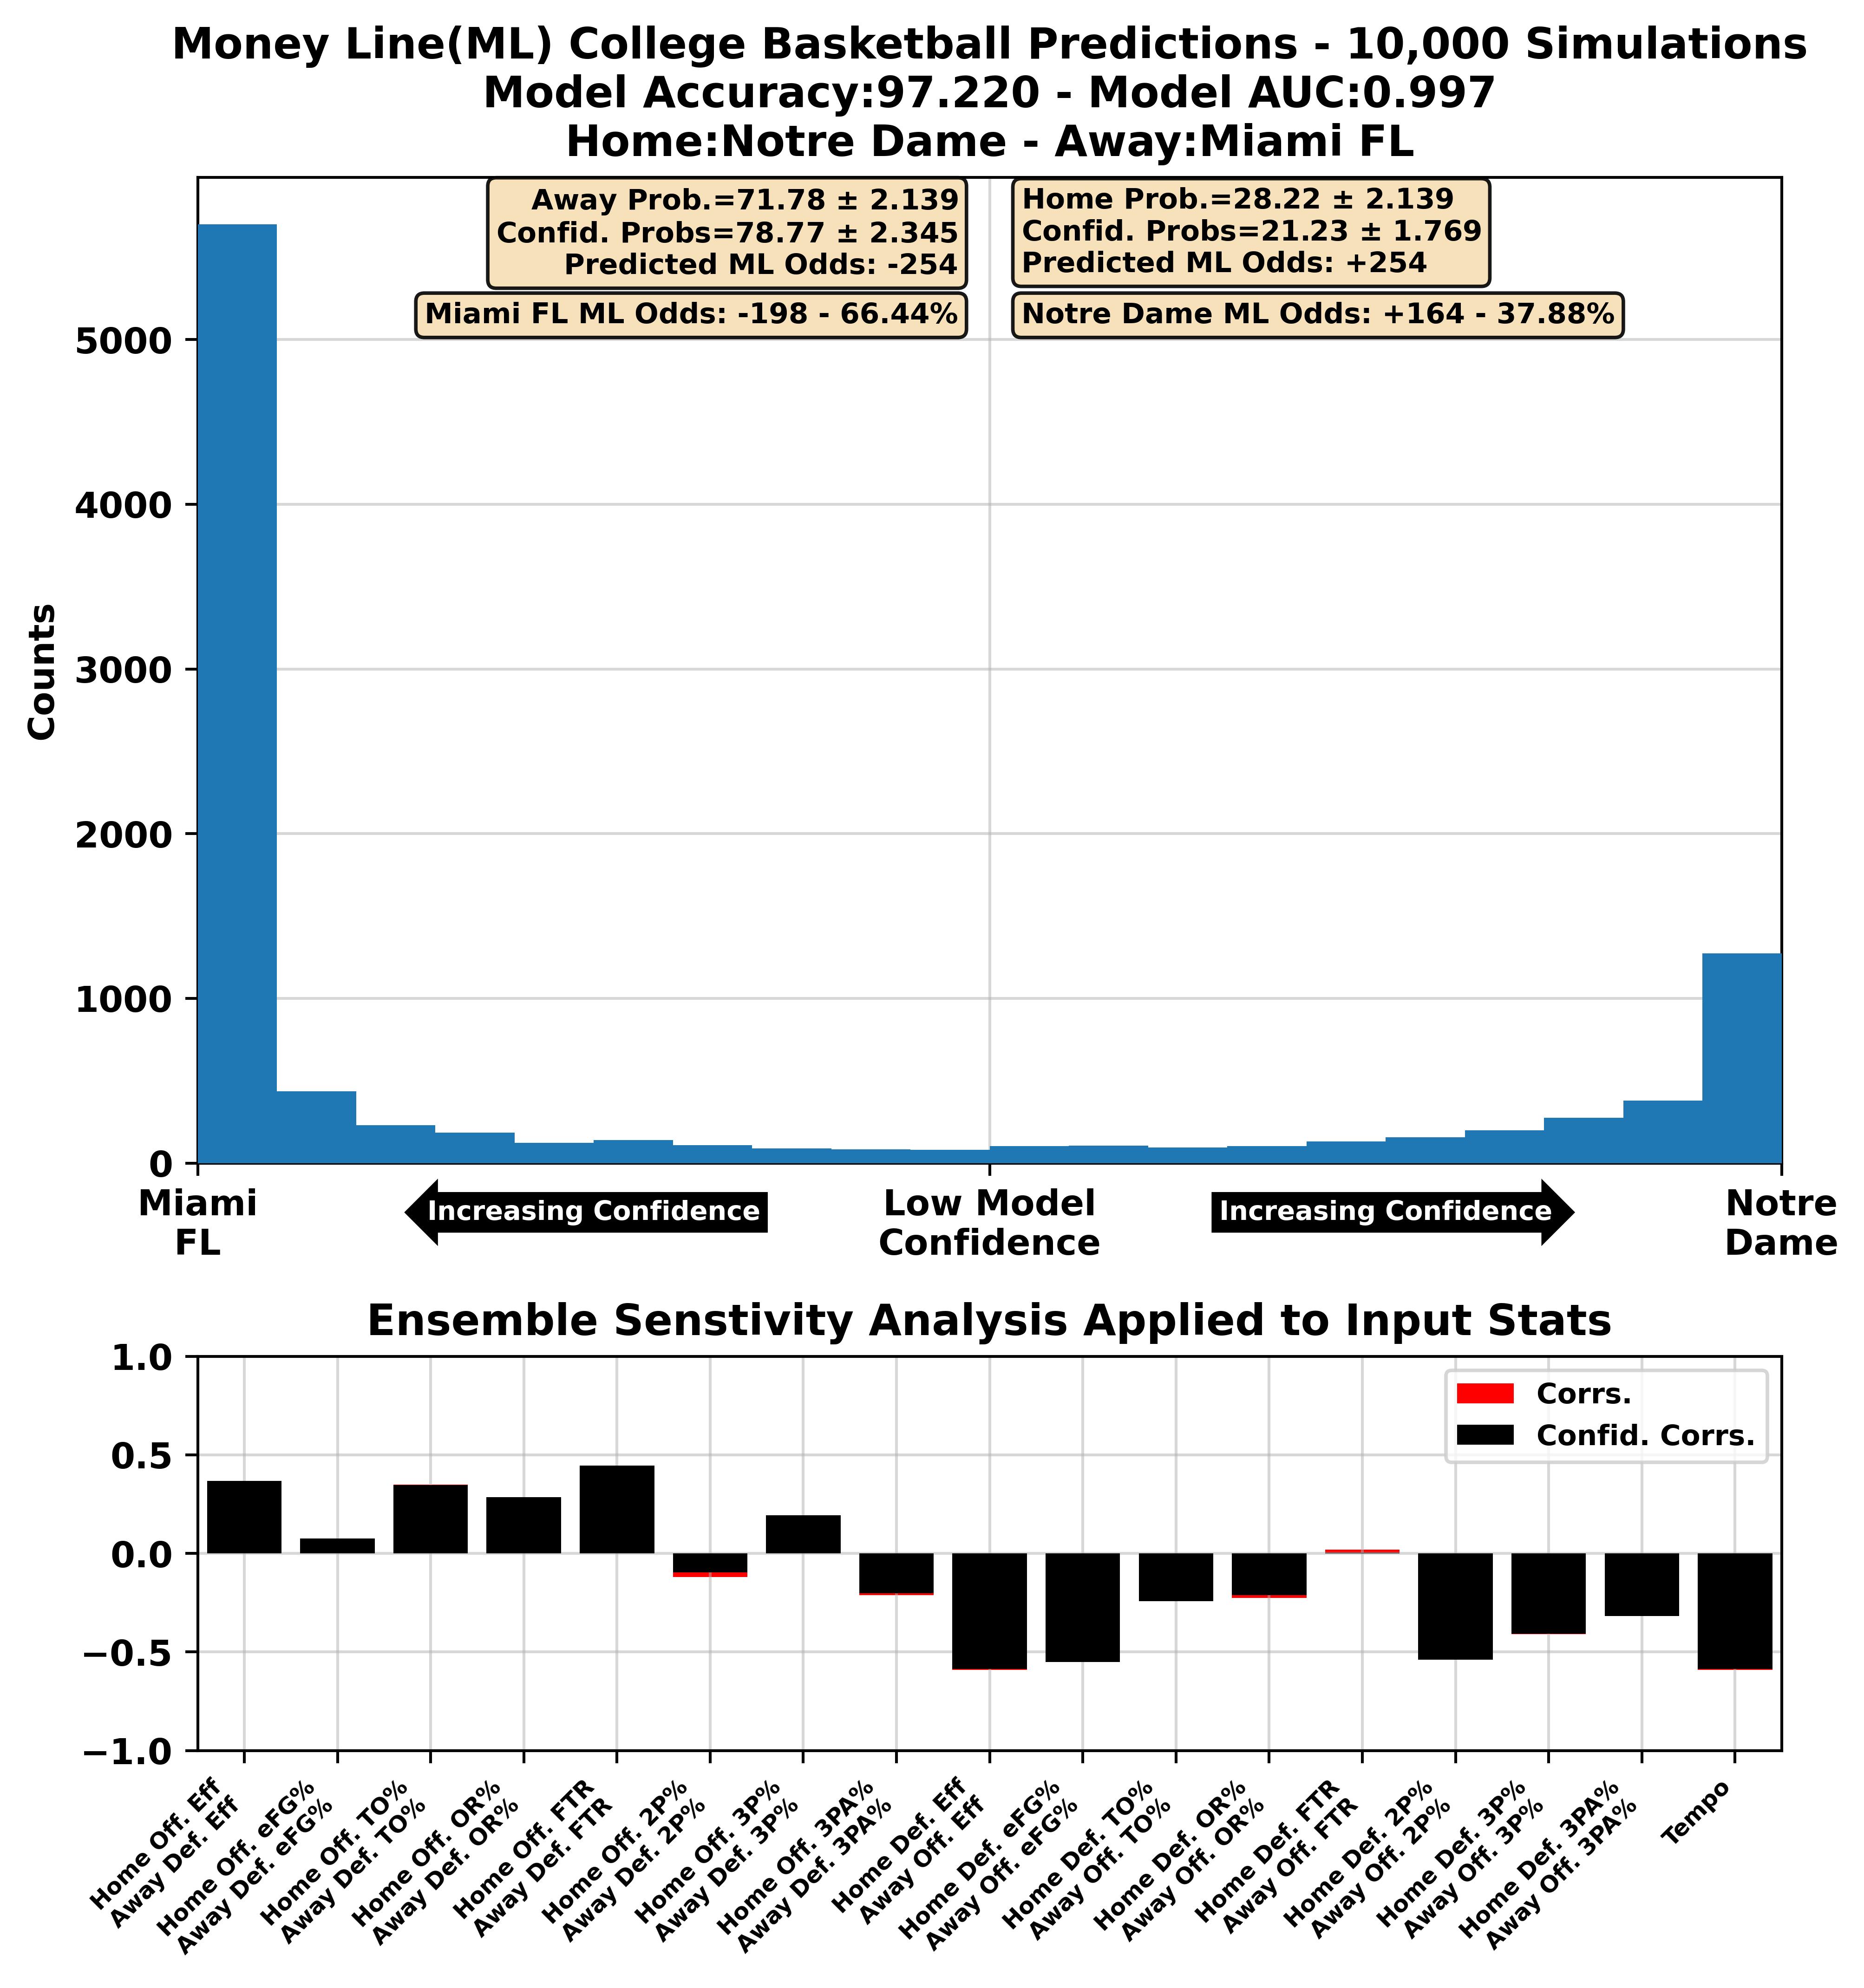 Money Line(ML) College Basketball Predictions - 10,000 Simulations
Model Accuracy:97.220 - Model AUC:0.997
Home:Notre Dame - Away:Miami FL
Away Prob.=71.78 ± 2.139
Confid. Probs=78.77 ± 2.345
Predicted ML Odds: -254
Home Prob.=28.22 ± 2.139
Confid. Probs=21.23 ± 1.769
Predicted ML Odds: +254
Miami FL ML Odds: -198 - 66.44%
Notre Dame ML Odds: +164 - 37.88%
Counts
5000
4000
3000
2000
1000
0
Miami
FL
Increasing Confidence
Low Model
Confidence
Increasing Confidence
Notre
Dame
Ensemble Senstivity Analysis Applied to Input Stats
1.0
0.5
0.0
−0.5
−1.0
Corrs.
Confid. Corrs.
Home Off. Eff
Away Def. Eff
Home Off. eFG%
Away Def. eFG%
Home Off. TO%
Away Def. TO%
Home Off. OR%
Away Def. OR%
Home Off. FTR
Away Def. FTR
Home Off. 2P%
Away Def. 2P%
Home Off. 3P%
Away Def. 3P%
Home Off. 3PA%
Away Def. 3PA%
Home Def. Eff
Away Off. Eff
Home Def. eFG%
Away Off. eFG%
Home Def. TO%
Away Off. TO%
Home Def. OR%
Away Off. OR%
Home Def. FTR
Away Off. FTR
Home Def. 2P%
Away Off. 2P%
Home Def. 3P%
Away Off. 3P%
Home Def. 3PA%
Away Off. 3PA%
Tempo